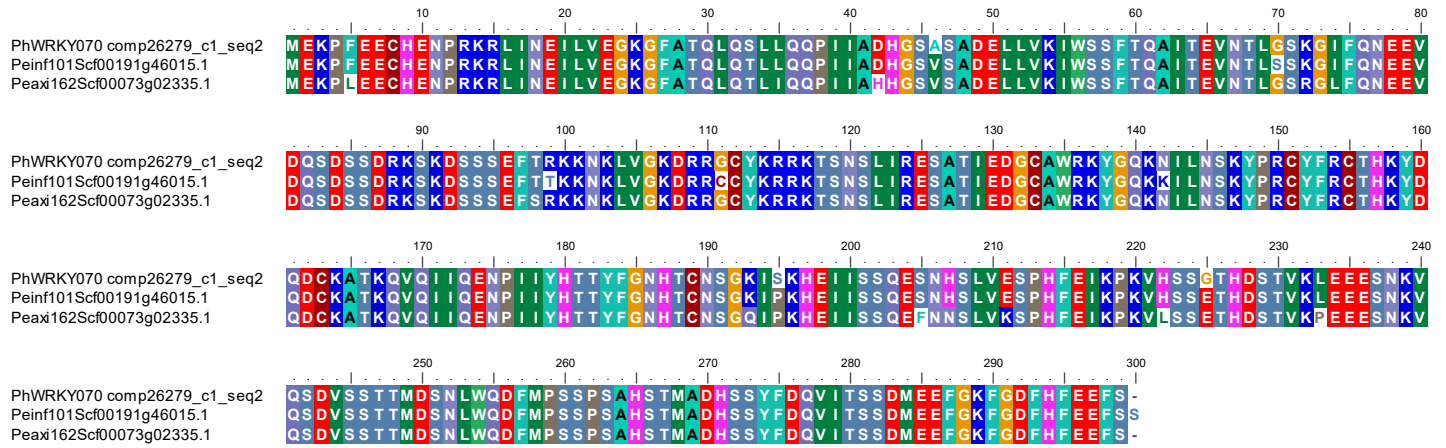 10 20 30 40 50 60 70 80
PhWRKY070 comp26279_c1_seq2 MEKPFEECHENPRKRLINEILVEGKGFATQLQSLLQQPIIADHGSASADELLVKIWSSFTQAITEVNTLGSKGIFQNEEV
Peinf101Scf00191g46015.1 MEKPFEECHENPRKRLINEILVEGKGFATQLQTLLQQPIIADHGSVSADELLVKIWSSFTQAITEVNTLSSKGIFQNEEV
Peaxi162Scf00073g02335.1 MEKPLEECHENPRKRLINEILVEGKGFATQLQTLIQQPIIAHHGSVSADELLVKIWSSFTQAITEVNTLGSRGLFQNEEV
90 100 110 120 130 140 150 160
PhWRKY070 comp26279_c1_seq2 DQSDSSDRKSKDSSSEFTRKKNKLVGKDRRGCYKRRKTSNSLIRESATIEDGCAWRKYGQKNILNSKYPRCYFRCTHKYD
Peinf101Scf00191g46015.1 DQSDSSDRKSKDSSSEFTTKKNKLVGKDRRCCYKRRKTSNSLIRESATIEDGCAWRKYGQKKILNSKYPRCYFRCTHKYD
Peaxi162Scf00073g02335.1 DQSDSSDRKSKDSSSEFSRKKNKLVGKDRRGCYKRRKTSNSLIRESATIEDGCAWRKYGQKNILNSKYPRCYFRCTHKYD
170 180 190 200 210 220 230 240
PhWRKY070 comp26279_c1_seq2 QDCKATKQVQIIQENPIIYHTTYFGNHTCNSGKISKHEIISSQESNHSLVESPHFEIKPKVHSSGTHDSTVKLEEESNKV
Peinf101Scf00191g46015.1 QDCKATKQVQIIQENPIIYHTTYFGNHTCNSGKIPKHEIISSQESNHSLVESPHFEIKPKVHSSETHDSTVKLEEESNKV
Peaxi162Scf00073g02335.1 QDCKATKQVQIIQENPIIYHTTYFGNHTCNSGQIPKHEIISSQEFNNSLVKSPHFEIKPKVLSSETHDSTVKPEEESNKV
250 260 270 280 290 300
PhWRKY070 comp26279_c1_seq2 QSDVSSTTMDSNLWQDFMPSSPSAHSTMADHSSYFDQVITSSDMEEFGKFGDFHFEEFS-
Peinf101Scf00191g46015.1 QSDVSSTTMDSNLWQDFMPSSPSAHSTMADHSSYFDQVITSSDMEEFGKFGDFHFEEFSS
Peaxi162Scf00073g02335.1 QSDVSSTTMDSNLWQDFMPSSPSAHSTMADHSSYFDQVITSSDMEEFGKFGDFHFEEFS-